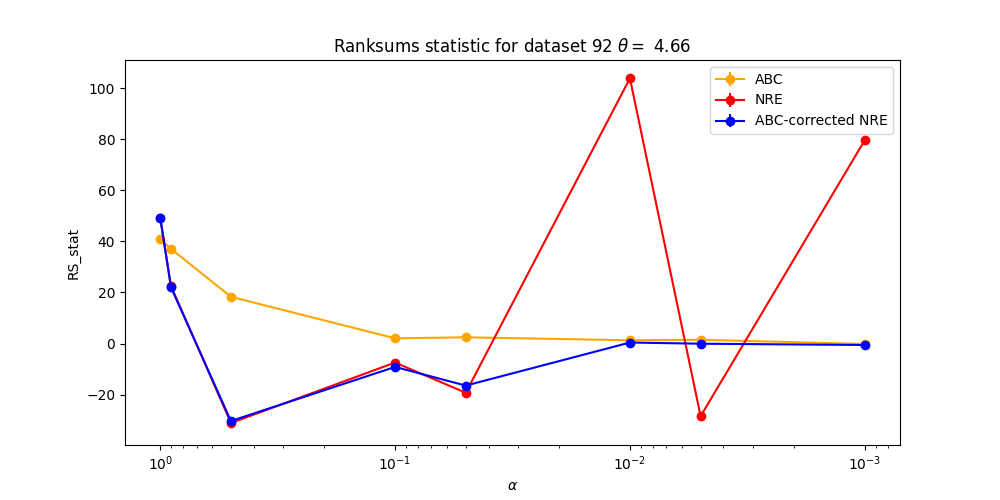 Ranksums statistic for dataset 92 θ = 4.66
100
80
60
40
20
0
−20
RS_stat
ABC
NRE
ABC-corrected NRE
10⁰
10⁻¹
10⁻²
10⁻³
α